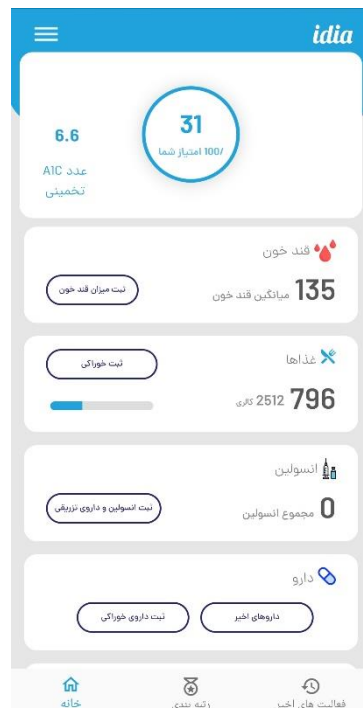 idia
31
/100 امتیاز شما
6.6
عدد A1C
تخمینی
قند خون
135 میانگین قند خون
ثبت میزان قند خون
غذاها
ثبت خوراکی
796 2512 کالری
انسولین
0 مجموع انسولین
ثبت انسولین و داروی تزریقی
دارو
داروهای اخیر
ثبت داروی خوراکی
فعالیت های اخیر
رتبه بندی
خانه